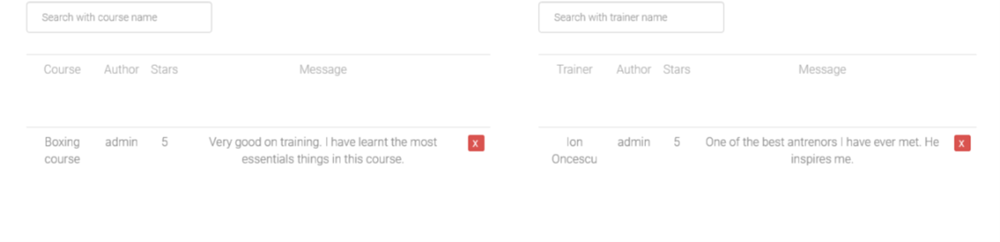 Search with course name
Course Author Stars Message
Boxing course admin 5 Very good on training. I have learnt the most essentials things in this course. x
Search with trainer name
Trainer Author Stars Message
Ion Oncescu admin 5 One of the best antrenors I have ever met. He inspires me. x